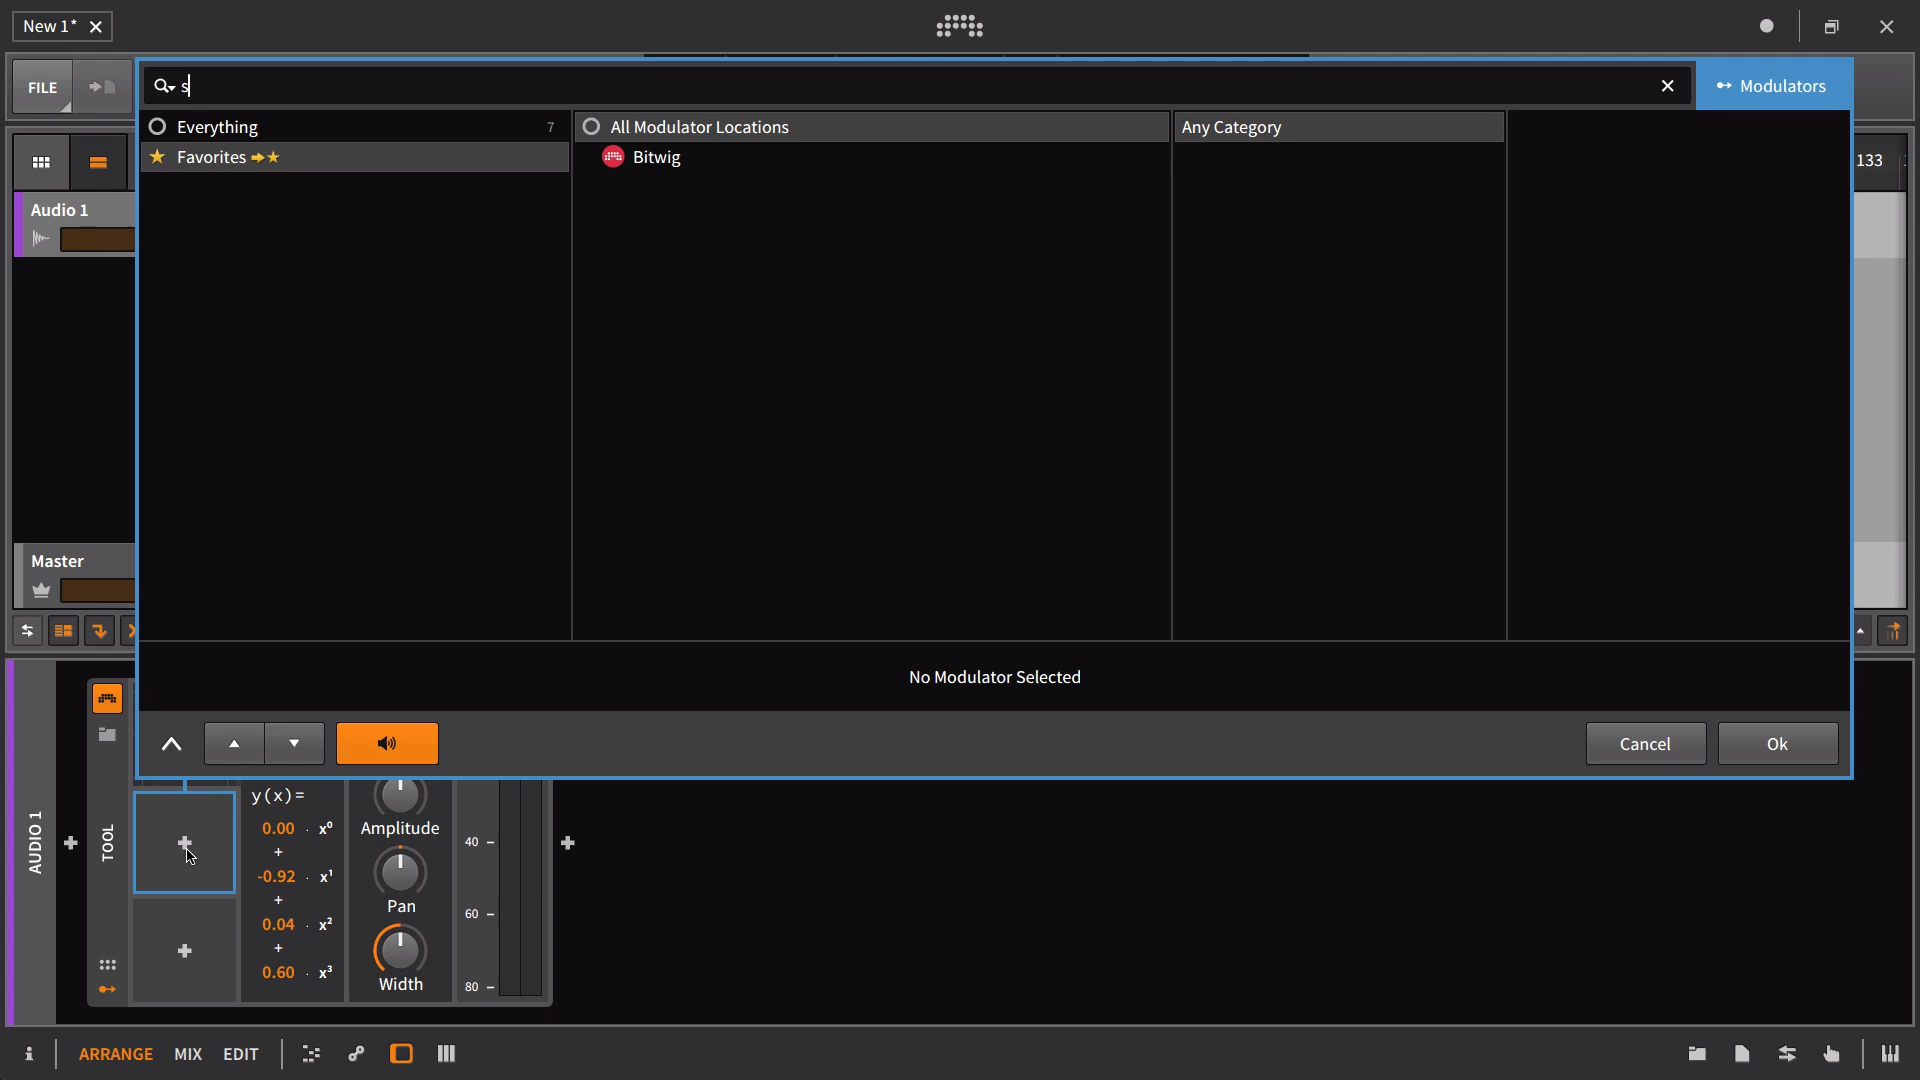 New 1*
FILE
s
Modulators
Everything 7
Favorites
All Modulator Locations
Bitwig
Any Category
133
Audio 1
Master
No Modulator Selected
Cancel
Ok
AUDIO 1
TOOL
y(x)=
0.00 · x⁰
+
-0.92 · x¹
+
0.04 · x²
+
0.60 · x³
Amplitude
Pan
Width
40
60
80
ARRANGE MIX EDIT